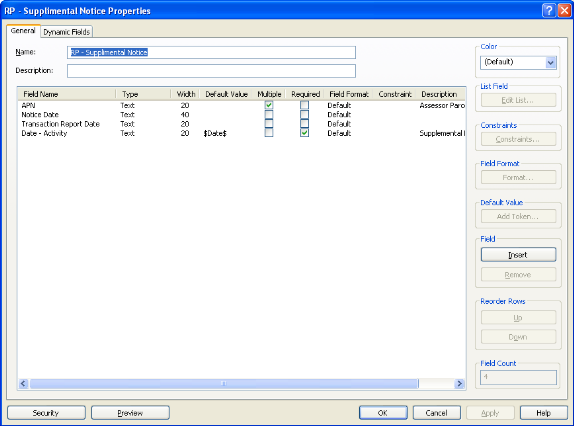 RP - Supplimental Notice Properties
General Dynamic Fields
Name: RP - Supplimental Notice
Description:
Color
(Default)
Field Name Type Width Default Value Multiple Required Field Format Constraint Description
APN Text 20 Default Assessor Parc
Notice Date Text 40 Default
Transaction Report Date Text 20 Default
Date - Activity Text 20 $Date$ Default Supplemental
List Field
Edit List...
Constraints
Constraints...
Field Format
Format...
Default Value
Add Token...
Field
Insert
Remove
Reorder Rows
Up
Down
Field Count
4
Security Preview OK Cancel Apply Help